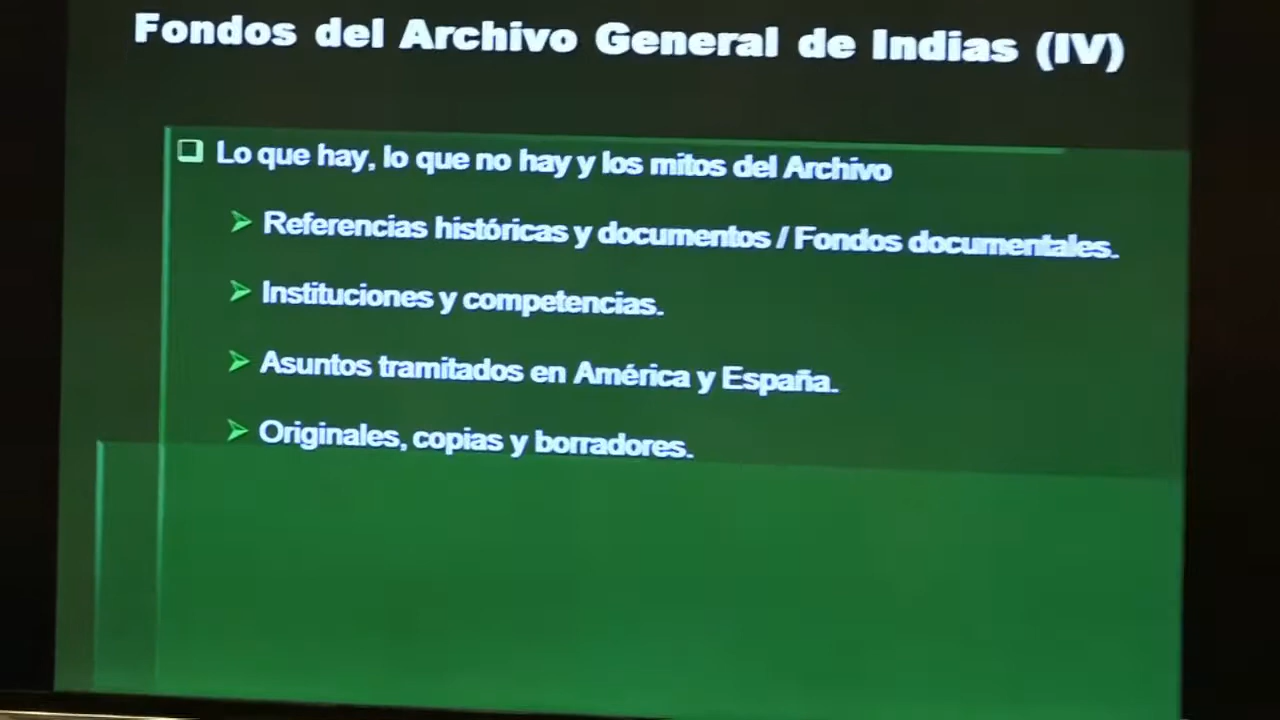 Fondos del Archivo General de Indias (IV)
Lo que hay, lo que no hay y los mitos del Archivo
Referencias históricas y documentos / Fondos documentales.
Instituciones y competencias.
Asuntos tramitados en América y España.
Originales, copias y borradores.